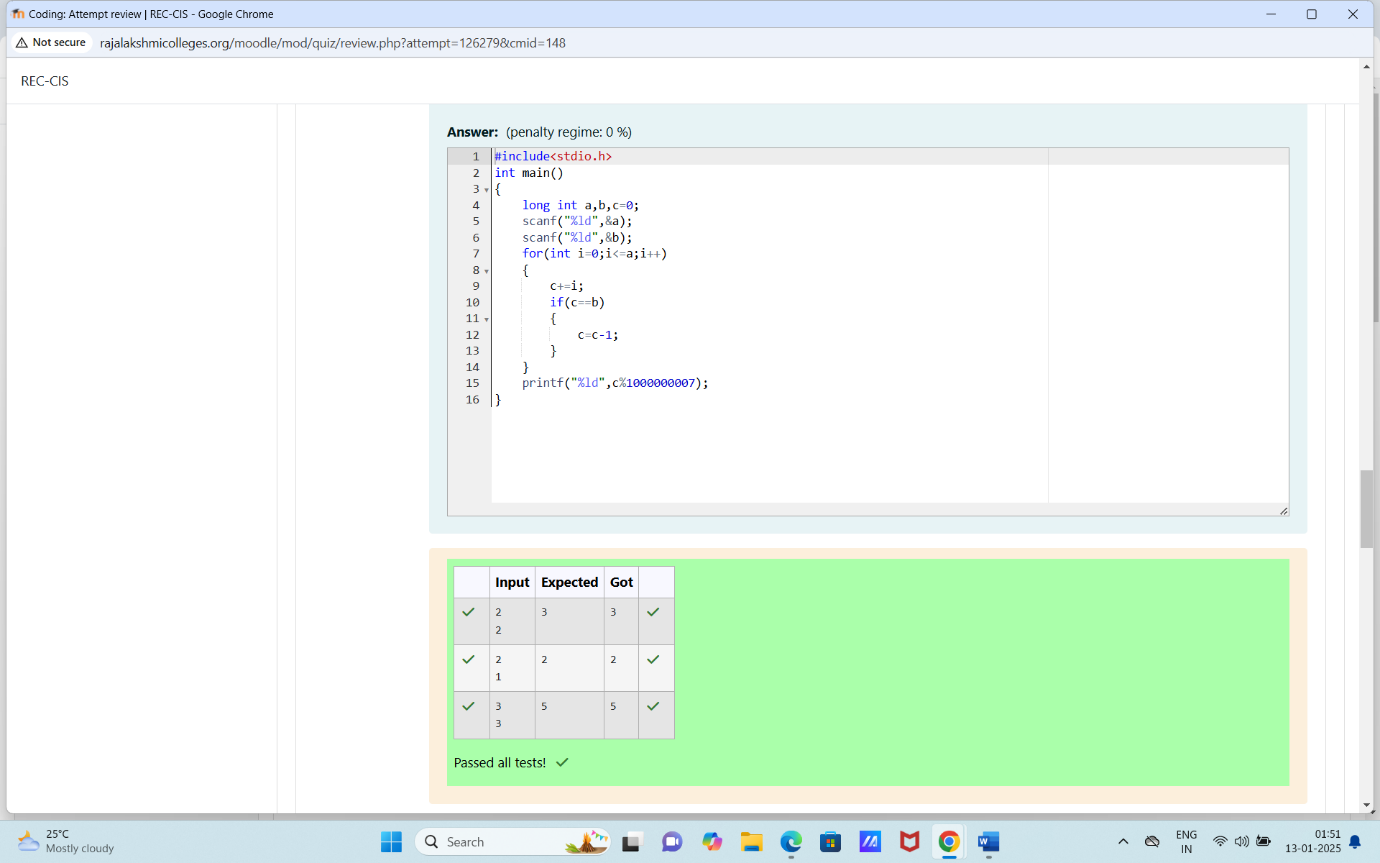 Coding: Attempt review | REC-CIS - Google Chrome
Not secure rajalakshmicolleges.org/moodle/mod/quiz/review.php?attempt=126279&cmid=148
REC-CIS
Answer: (penalty regime: 0 %)
1 #include<stdio.h>
2 int main()
3 {
4 long int a,b,c=0;
5 scanf("%ld",&a);
6 scanf("%ld",&b);
7 for(int i=0;i<=a;i++)
8 {
9 c+=i;
10 if(c==b)
11 {
12 c=c-1;
13 }
14 }
15 printf("%ld",c%1000000007);
16 }
Input Expected Got
2 3 3
2
2 2 2
1
3 5 5
3
Passed all tests!
25°C
Mostly cloudy
Search
ENG
IN
01:51
13-01-2025